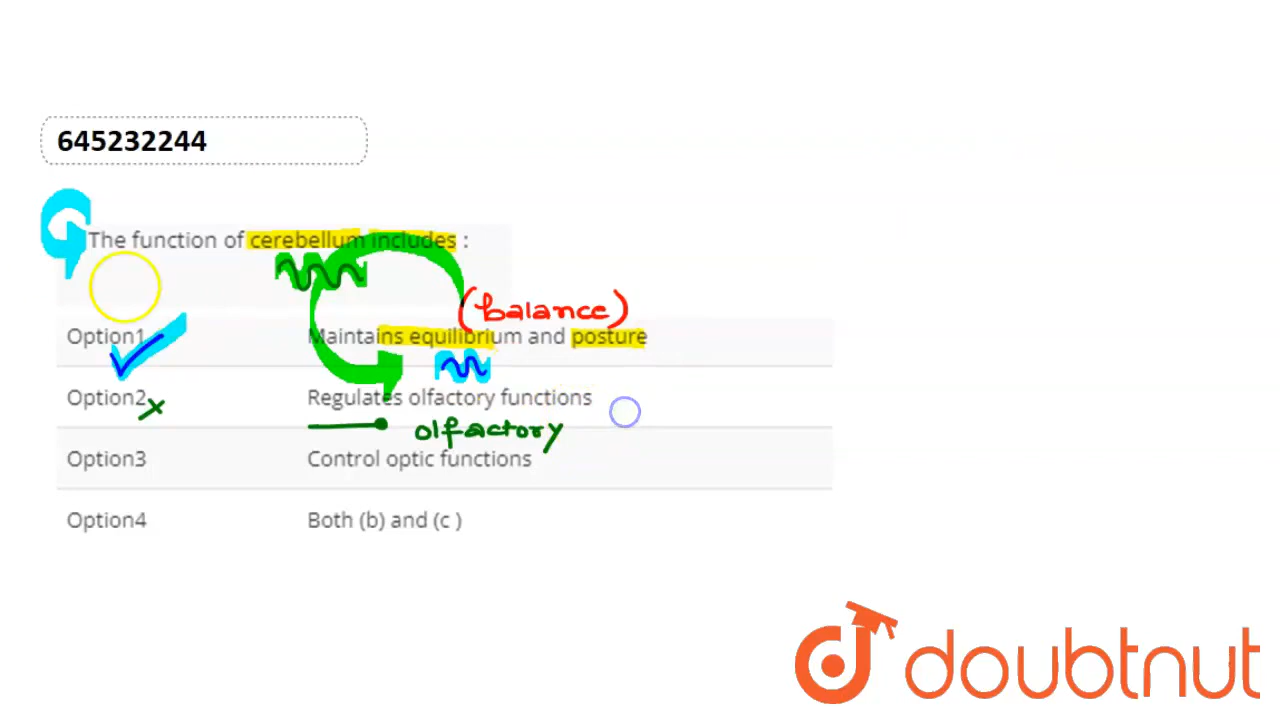 645232244
The function of cerebellum includes :
(balance)
Option1 Maintains equilibrium and posture
Option2 x Regulates olfactory functions
olfactory
Option3 Control optic functions
Option4 Both (b) and (c )
doubtnut